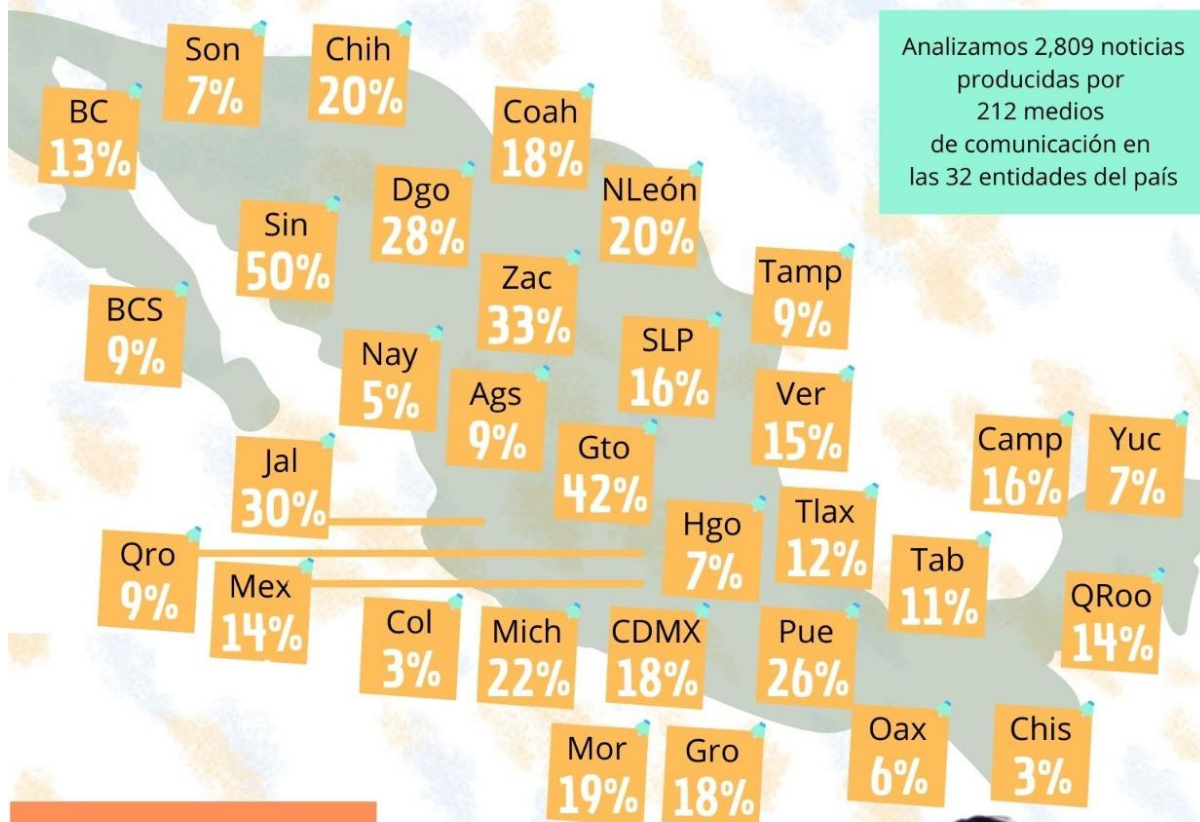 Analizamos 2,809 noticias
producidas por
212 medios
de comunicación en
las 32 entidades del país
Son
7%
Chih
20%
BC
13%
Coah
18%
Dgo
28%
NLeón
20%
Sin
50%
Zac
33%
Tamp
9%
BCS
9%
Nay
5%
SLP
16%
Ags
9%
Ver
15%
Jal
30%
Gto
42%
Camp
16%
Yuc
7%
Hgo
7%
Tlax
12%
Qro
9%
Mex
14%
Tab
11%
QRoo
14%
Col
3%
Mich
22%
CDMX
18%
Pue
26%
Mor
19%
Gro
18%
Oax
6%
Chis
3%